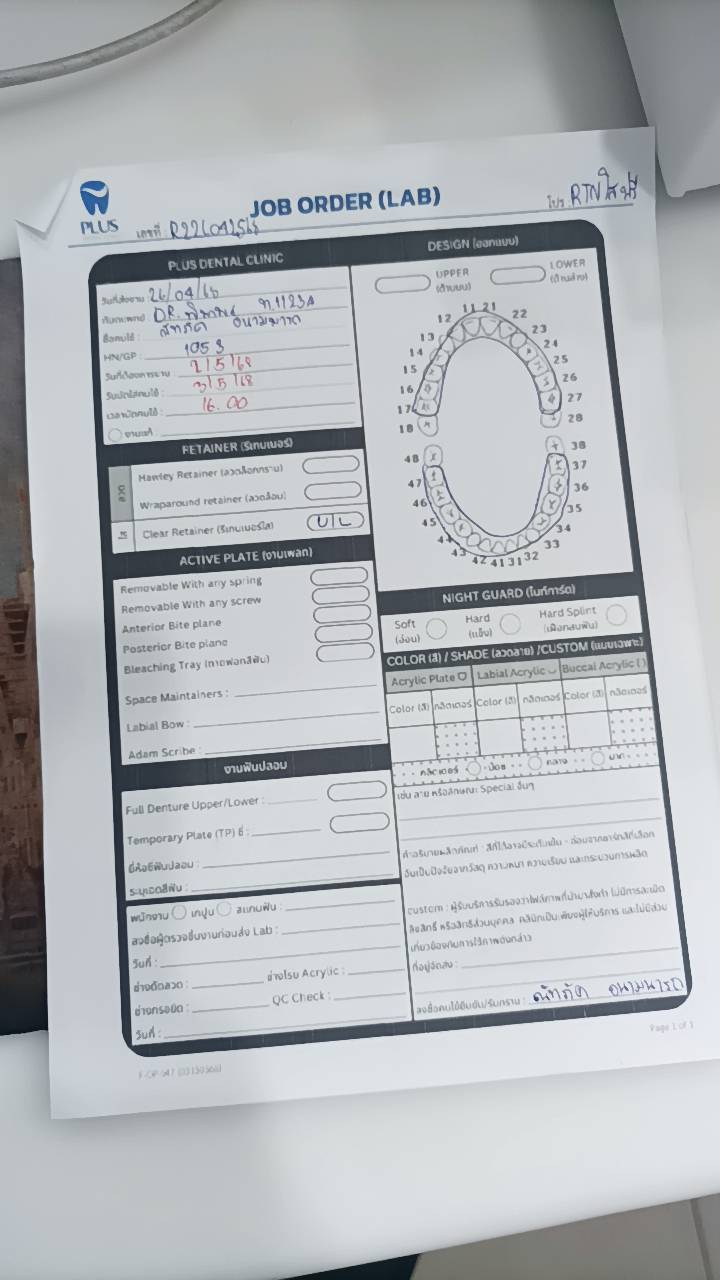 PLUS
JOB ORDER (LAB)
เลขที่
โปร RTN ใส ฟรี
PLUS DENTAL CLINIC
วันที่ส่งงาน 26/04/68
ทันตแพทย์ : DR.
ชื่อคนไข้ :
HN/GP : 1053
วันที่ต้องการงาน : 2/5/68
วันนัดใส่คนไข้ : 3/5/68
เวลานัดคนไข้ : 16.00
งานแก้ :
DESIGN (ออกแบบ)
UPPER
(ด้านบน)
LOWER
(ด้านล่าง)
11 21
12 22
13 23
14 24
15 25
16 26
17 27
18 28
48 38
47 37
46 36
45 35
44 34
43 33
42 41 31 32
RETAINER (รีเทนเนอร์)
ลวด
Hawley Retainer (ลวดล็อกกราม)
Wraparound retainer (ลวดล้อม)
ใส
Clear Retainer (รีเทนเนอร์ใส) U/L
ACTIVE PLATE (งานเพลท)
Removable With any spring
Removable With any screw
Anterior Bite plane
Posterior Bite plane
Bleaching Tray (ถาดฟอกสีฟัน)
Space Maintainers :
Labial Bow :
Adam Scribe :
NIGHT GUARD (ไนท์การ์ด)
Soft
(อ่อน)
Hard
(แข็ง)
Hard Splint
(เฝือกสบฟัน)
COLOR (สี) / SHADE (ลวดลาย) /CUSTOM (แบบเฉพาะ)
Acrylic Plate Labial Acrylic Buccal Acrylic ( )
Color (สี) กลิตเตอร์ Color (สี) กลิตเตอร์ Color (สี) กลิตเตอร์
กลิตเตอร์ น้อย กลาง มาก
เช่น ลาย หรือลักษณะ Special อื่นๆ
งานฟันปลอม
Full Denture Upper/Lower :
Temporary Plate (TP) ซี่ :
ยี่ห้อซี่ฟันปลอม :
ระบุเฉดสีฟัน :
คำอธิบายผลิตภัณฑ์ : สีที่ได้อาจมีระดับเข้ม - อ่อนจากชาร์ทสีที่เลือก
อันเป็นปัจจัยจากวัสดุ ความหนา ความเรียบ และกระบวนการผลิต
custom : ผู้รับบริการรับรองว่าไฟล์ภาพที่นำมาสั่งทำ ไม่มีการละเมิด
ลิขสิทธิ์ หรือสิทธิส่วนบุคคล คลินิกเป็นเพียงผู้ให้บริการ และไม่มีส่วน
เกี่ยวข้องกับการใช้ภาพดังกล่าว
ที่อยู่จัดส่ง :
ลงชื่อคนไข้ยืนยัน/รับทราบ :
พนักงาน เทปูน สแกนฟัน :
ลงชื่อผู้ตรวจชิ้นงานก่อนส่ง Lab :
วันที่ :
ช่างดัดลวด : ช่างโรย Acrylic :
ช่างกรอขัด : QC Check :
วันที่ :
Page 1 of 1